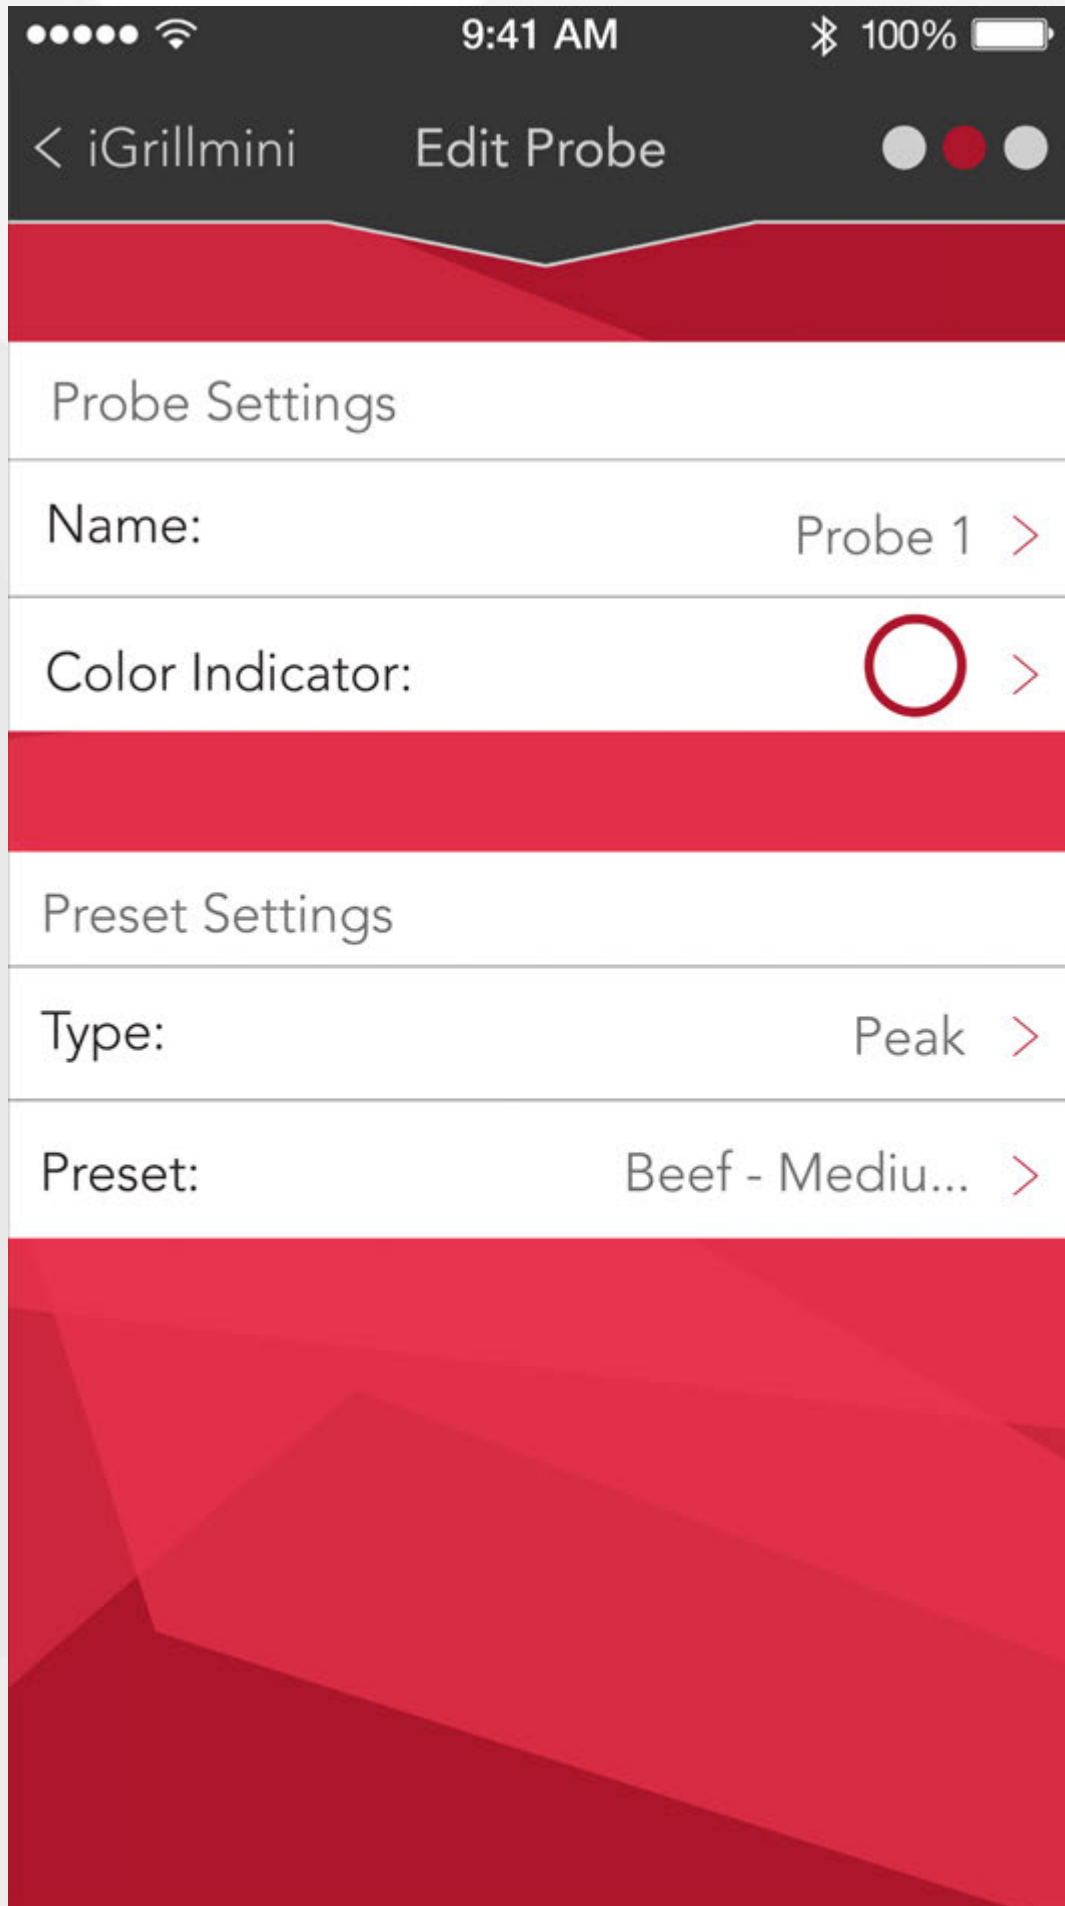 9:41 AM 100%
< iGrillmini Edit Probe
Probe Settings
Name: Probe 1 >
Color Indicator: >
Preset Settings
Type: Peak >
Preset: Beef - Mediu... >